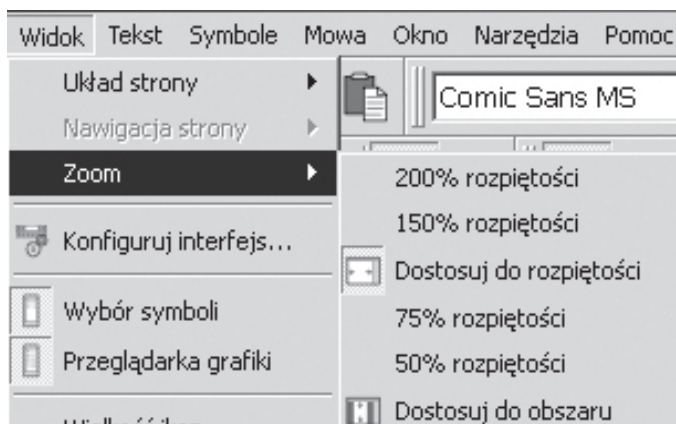 Widok Tekst Symbole Mowa Okno Narzędzia Pomoc
Układ strony
Comic Sans MS
Nawigacja strony
Zoom
200% rozpiętości
150% rozpiętości
Konfiguruj interfejs...
Dostosuj do rozpiętości
Wybór symboli
75% rozpiętości
Przeglądarka grafiki
50% rozpiętości
Dostosuj do obszaru